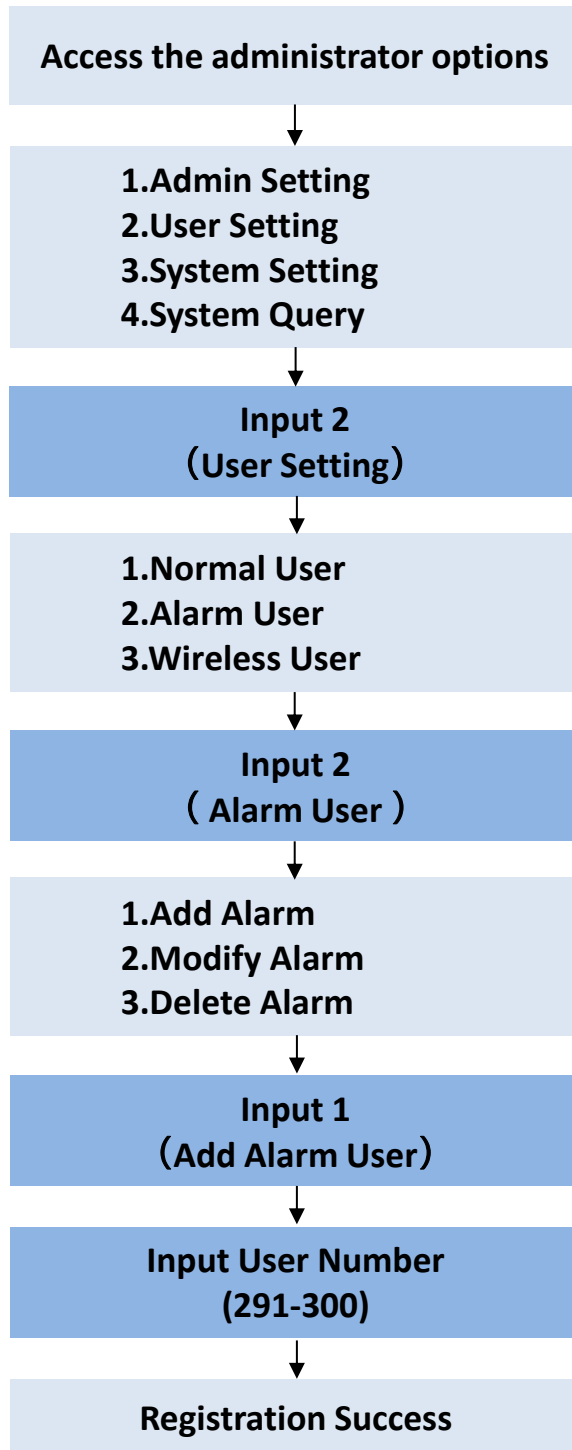 Access the administrator options
1.Admin Setting
2.User Setting
3.System Setting
4.System Query
Input 2
（User Setting）
1.Normal User
2.Alarm User
3.Wireless User
Input 2
（ Alarm User ）
1.Add Alarm
2.Modify Alarm
3.Delete Alarm
Input 1
（Add Alarm User）
Input User Number
(291-300)
Registration Success